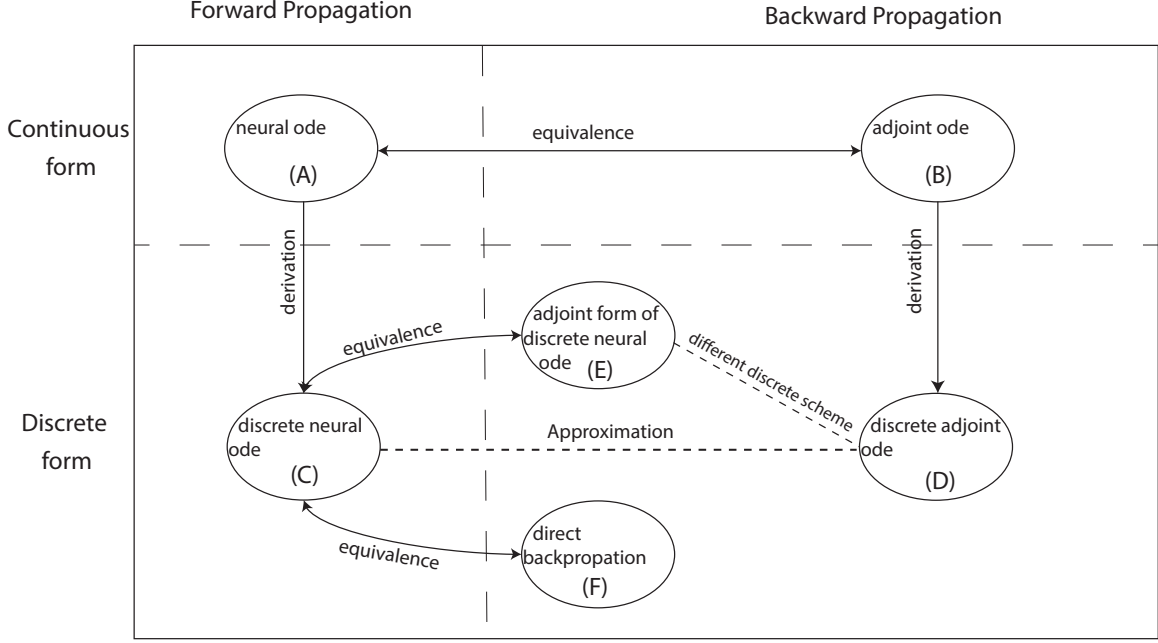 Forward Propagation
Backward Propagation
Continuous
form
neural ode
(A)
equivalence
adjoint ode
(B)
derivation
derivation
adjoint form of
discrete neural
ode
(E)
equivalence
different discrete scheme
Discrete
form
discrete neural
ode
(C)
Approximation
discrete adjoint
ode
(D)
equivalence
direct
backpropation
(F)